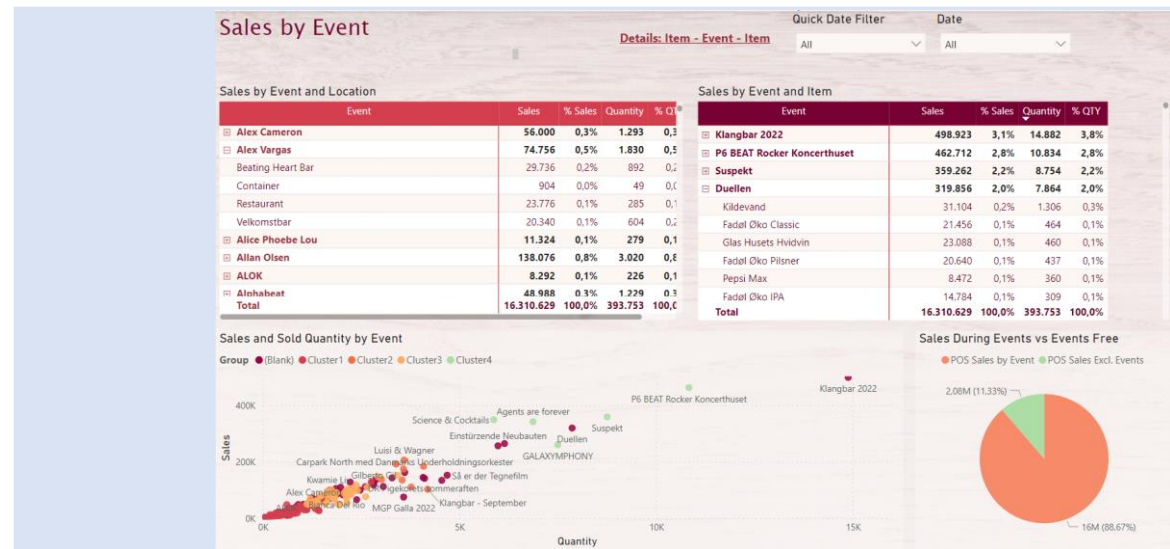 Sales by Event
Details: Item - Event - Item
Quick Date Filter
All
Date
All
Sales by Event and Location
Event Sales % Sales Quantity
Alex Cameron 56.000 0,3% 1.293
Alex Vargas 74.756 0,5% 1.830
Beating Heart Bar 29.736 0,2% 892
Container 904 0,0% 49
Restaurant 23.776 0,1% 285
Velkomstbar 20.340 0,1% 604
Alice Phoebe Lou 11.324 0,1% 279
Allan Olsen 138.076 0,8% 3.020
ALOK 8.292 0,1% 226
Alphabeat 48.988 0,3% 1.229
Total 16.310.629 100,0% 393.753
Sales by Event and Item
Event Sales % Sales Quantity % QTY
Klangbar 2022 498.923 3,1% 14.882 3,8%
P6 BEAT Rocker Koncerthuset 462.712 2,8% 10.834 2,8%
Suspekt 359.262 2,2% 8.754 2,2%
Duellen 319.856 2,0% 7.864 2,0%
Kildevand 31.104 0,2% 1.306 0,3%
Fadøl Øko Classic 21.456 0,1% 464 0,1%
Glas Husets Hvidvin 23.088 0,1% 460 0,1%
Fadøl Øko Pilsner 20.640 0,1% 437 0,1%
Pepsi Max 8.472 0,1% 360 0,1%
Fadøl Øko IPA 14.784 0,1% 309 0,1%
Total 16.310.629 100,0% 393.753 100,0%
Sales and Sold Quantity by Event
Group (Blank) Cluster1 Cluster2 Cluster3 Cluster4
Klangbar 2022
P6 BEAT Rocker Koncerthuset
400K
Agents are forever
Science & Cocktails
Suspekt
Einstürzende Neubauten
Duellen
Luisi & Wagner
GALAXYMPHONY
Sales
200K
Carpark North med Danmarks Underholdningsorkester
Så er der Tegnefilm
Alex Cameron
Klangbar - September
MGP Galla 2022
0K
0K 5K 10K 15K
Quantity
Sales During Events vs Events Free
POS Sales by Event POS Sales Excl. Events
2,08M (11,33%)
16M (88,67%)